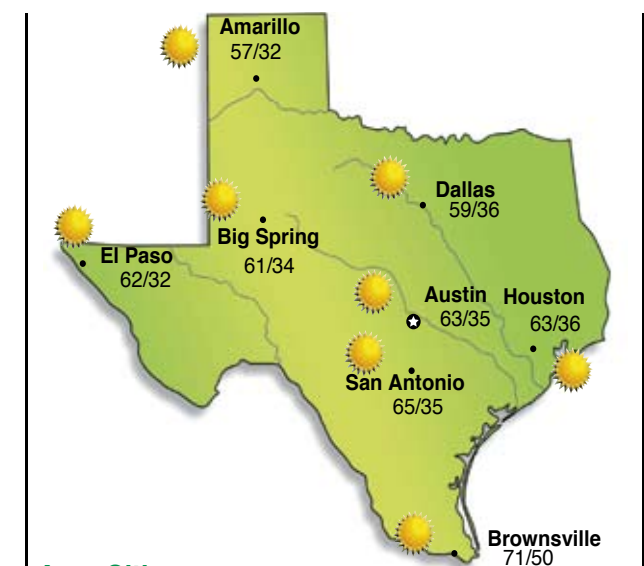 Amarillo
57/32
Dallas
59/36
Big Spring
61/34
El Paso
62/32
Austin
63/35
Houston
63/36
San Antonio
65/35
Brownsville
71/50